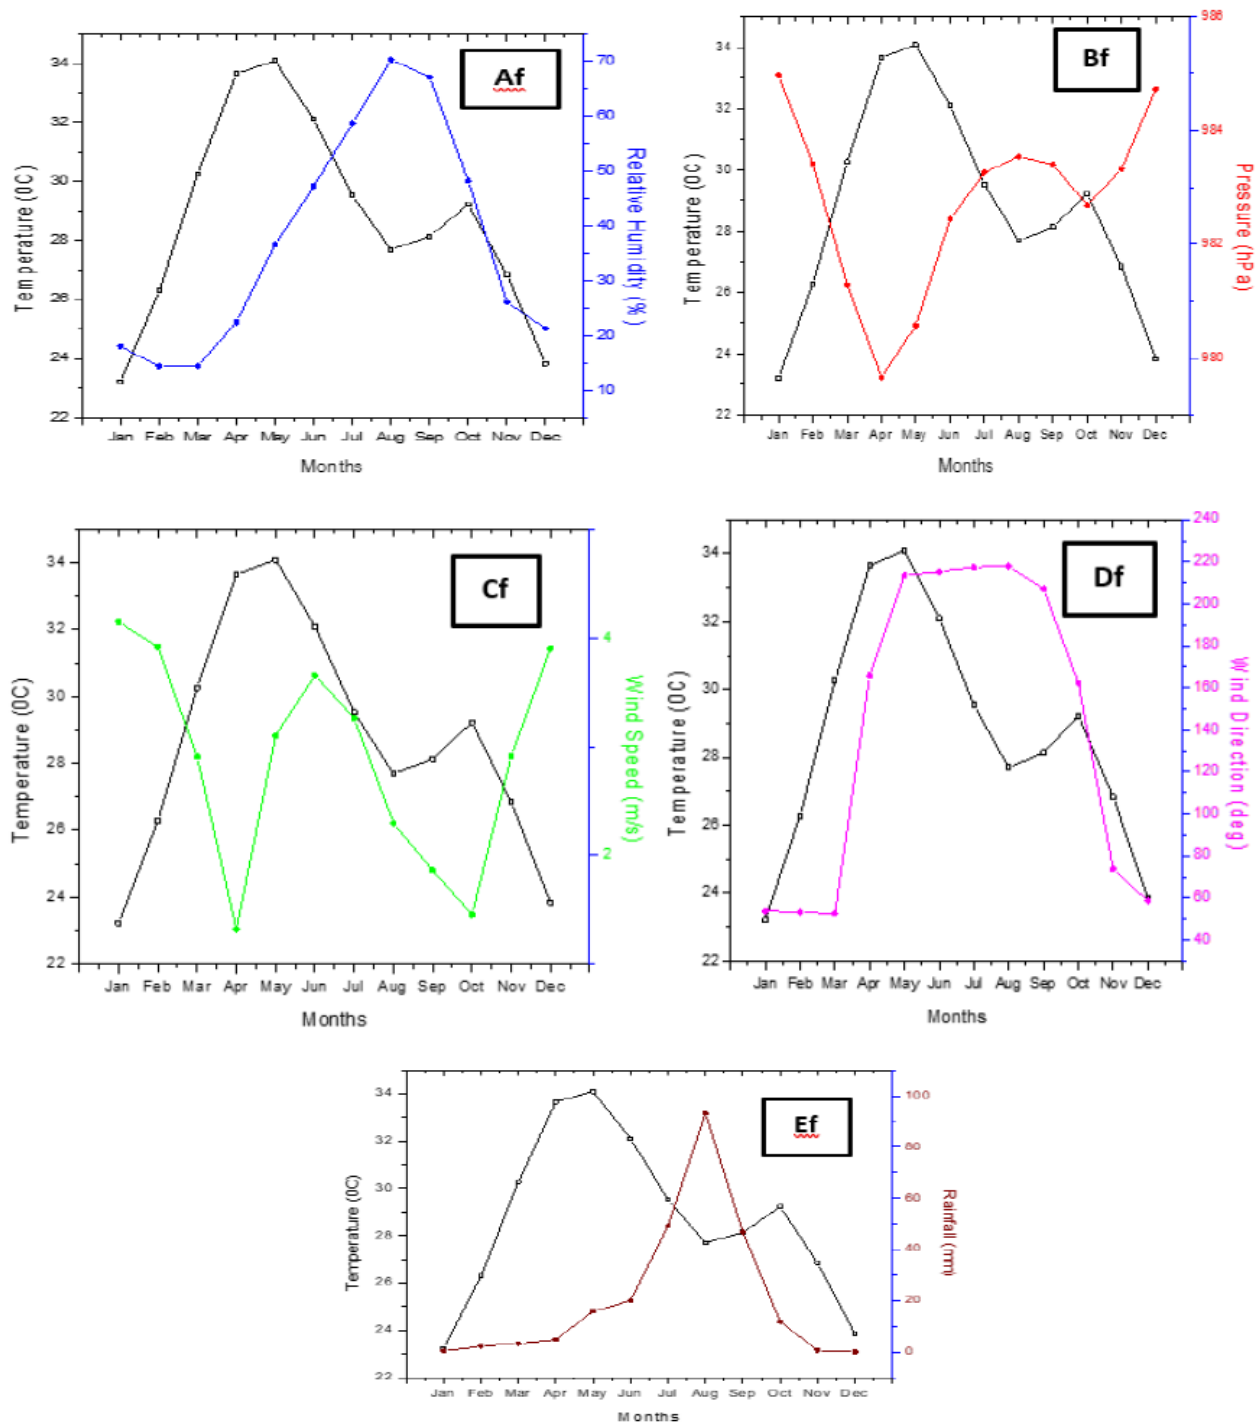 Af
34
32
30
28
26
24
22
70
60
50
40
30
20
10
Temperature (0C)
Relative Humidity (%)
Jan Feb Mar Apr May Jun Jul Aug Sep Oct Nov Dec
Months
Bf
34
32
30
28
26
24
22
986
984
982
980
Temperature (0C)
Pressure (hPa)
Jan Feb Mar Apr May Jun Jul Aug Sep Oct Nov Dec
Months
Cf
34
32
30
28
26
24
22
4
2
Temperature (0C)
Wind Speed (m/s)
Jan Feb Mar Apr May Jun Jul Aug Sep Oct Nov Dec
Months
Df
34
32
30
28
26
24
22
240
220
200
180
160
140
120
100
80
60
40
Temperature (0C)
Wind Direction (deg)
Jan Feb Mar Apr May Jun Jul Aug Sep Oct Nov Dec
Months
Ef
34
32
30
28
26
24
22
100
80
60
40
20
0
Temperature (0C)
Rainfall (mm)
Jan Feb Mar Apr May Jun Jul Aug Sep Oct Nov Dec
Months